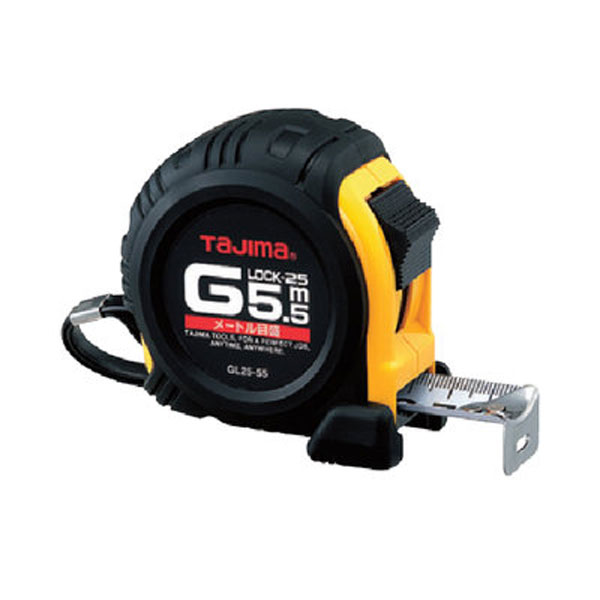 TAJIMA®
G LOCK-25
5.5m
メートル目盛
TAJIMA TOOLS, FOR A PERFECT JOB,
ANYTIME, ANYWHERE.
GL25-55